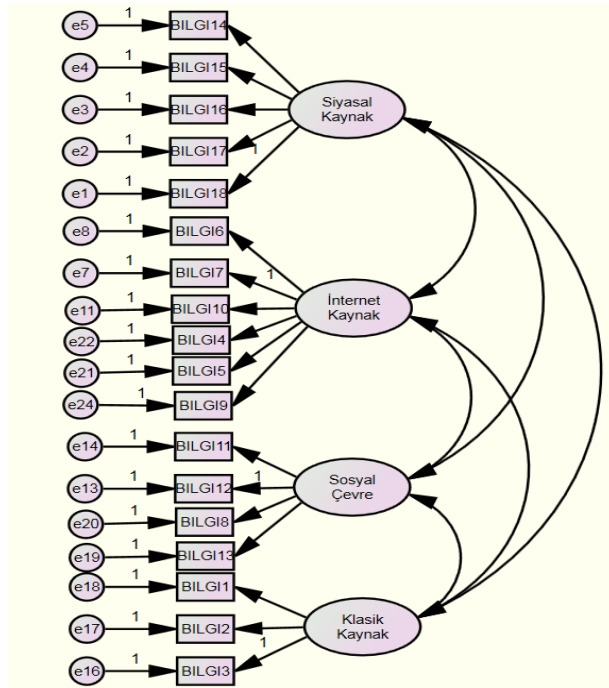 e5 1 BILGI14
e4 1 BILGI15
e3 1 BILGI16
e2 1 BILGI17
1
e1 1 BILGI18
Siyasal
Kaynak
e8 1 BILGI6
e7 1 BILGI7 1
e11 1 BILGI10
e22 1 BILGI4
e21 1 BILGI5
e24 1 BILGI9
İnternet
Kaynak
e14 1 BILGI11
e13 1 BILGI12 1
e20 1 BILGI8
e19 1 BILGI13
Sosyal
Çevre
e18 1 BILGI1
e17 1 BILGI2
1
e16 1 BILGI3
Klasik
Kaynak